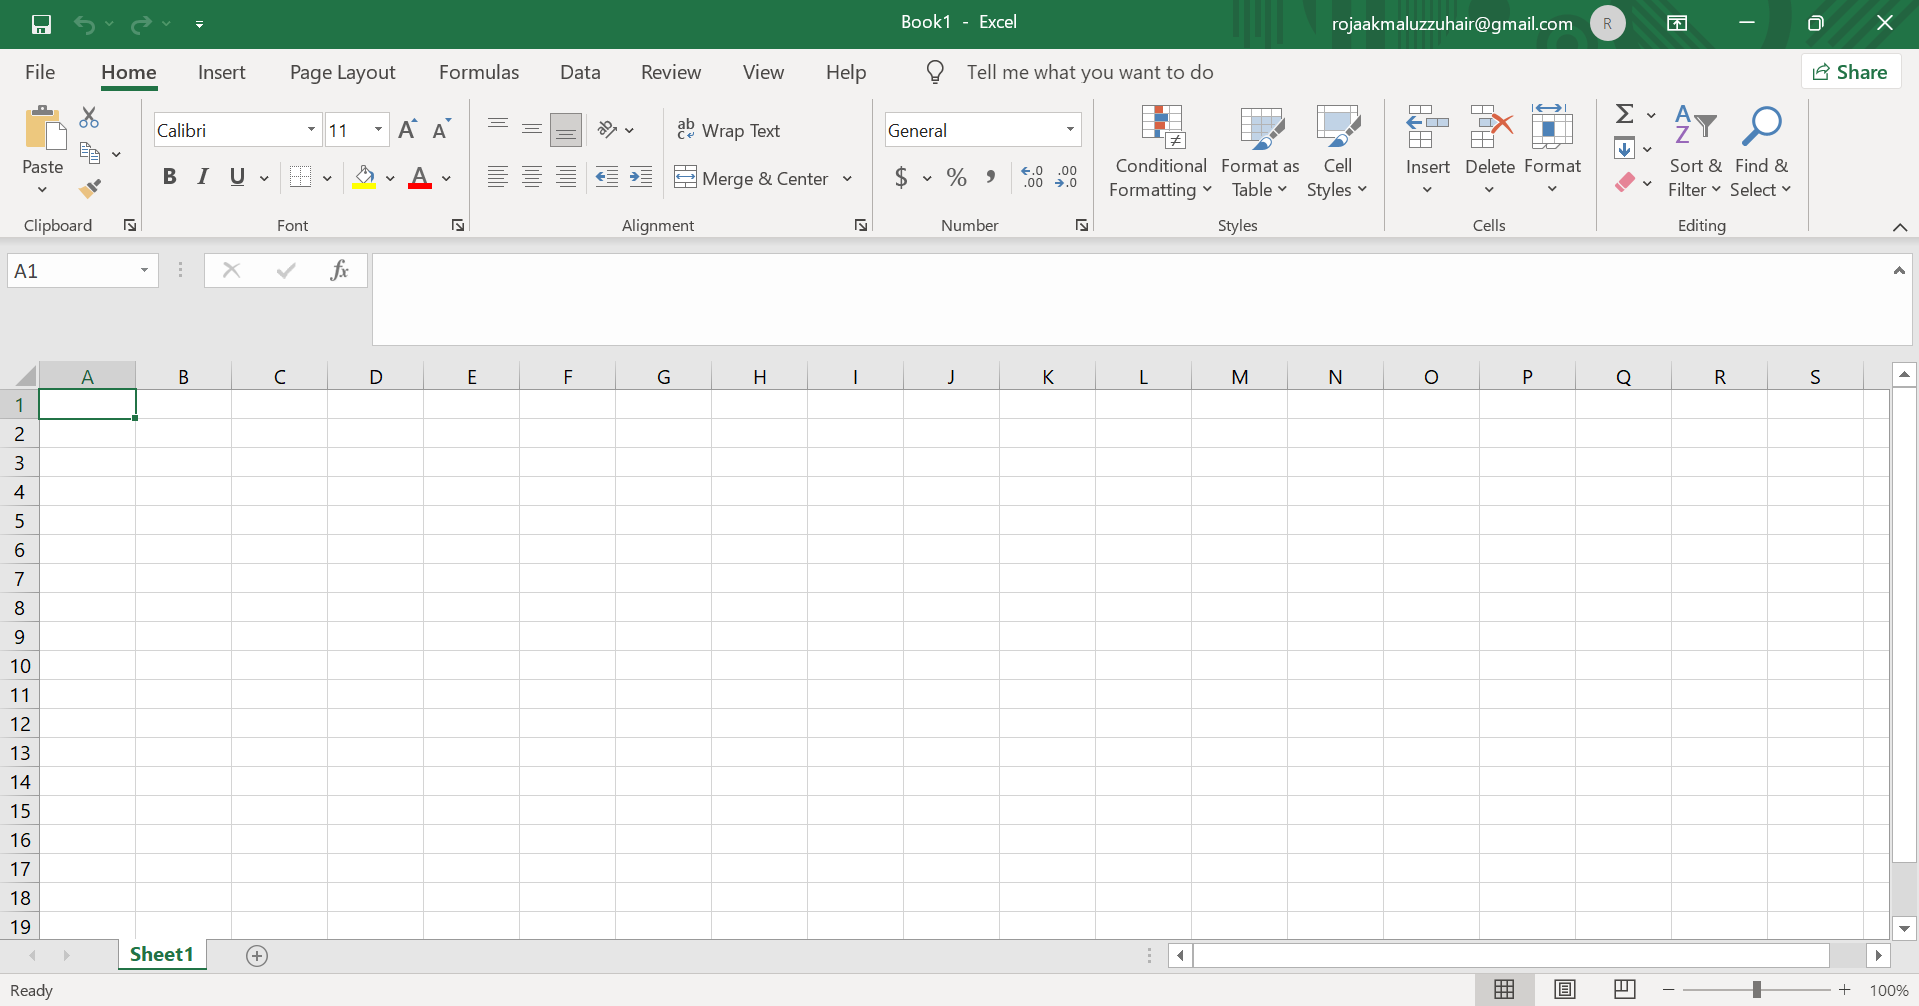 Book1 - Excel
rojaakmaluzzuhair@gmail.com
R
File Home Insert Page Layout Formulas Data Review View Help Tell me what you want to do Share
Paste
Clipboard
Calibri 11
B I U A
Font
ab Wrap Text
Merge & Center
Alignment
General
$ % 9 .00 .00
Number
Conditional Formatting
Format as Table
Cell Styles
Styles
Insert Delete Format
Cells
Σ
Sort & Filter
Find & Select
Editing
A1
fx
A B C D E F G H I J K L M N O P Q R S
1
2
3
4
5
6
7
8
9
10
11
12
13
14
15
16
17
18
19
Sheet1
Ready
100%